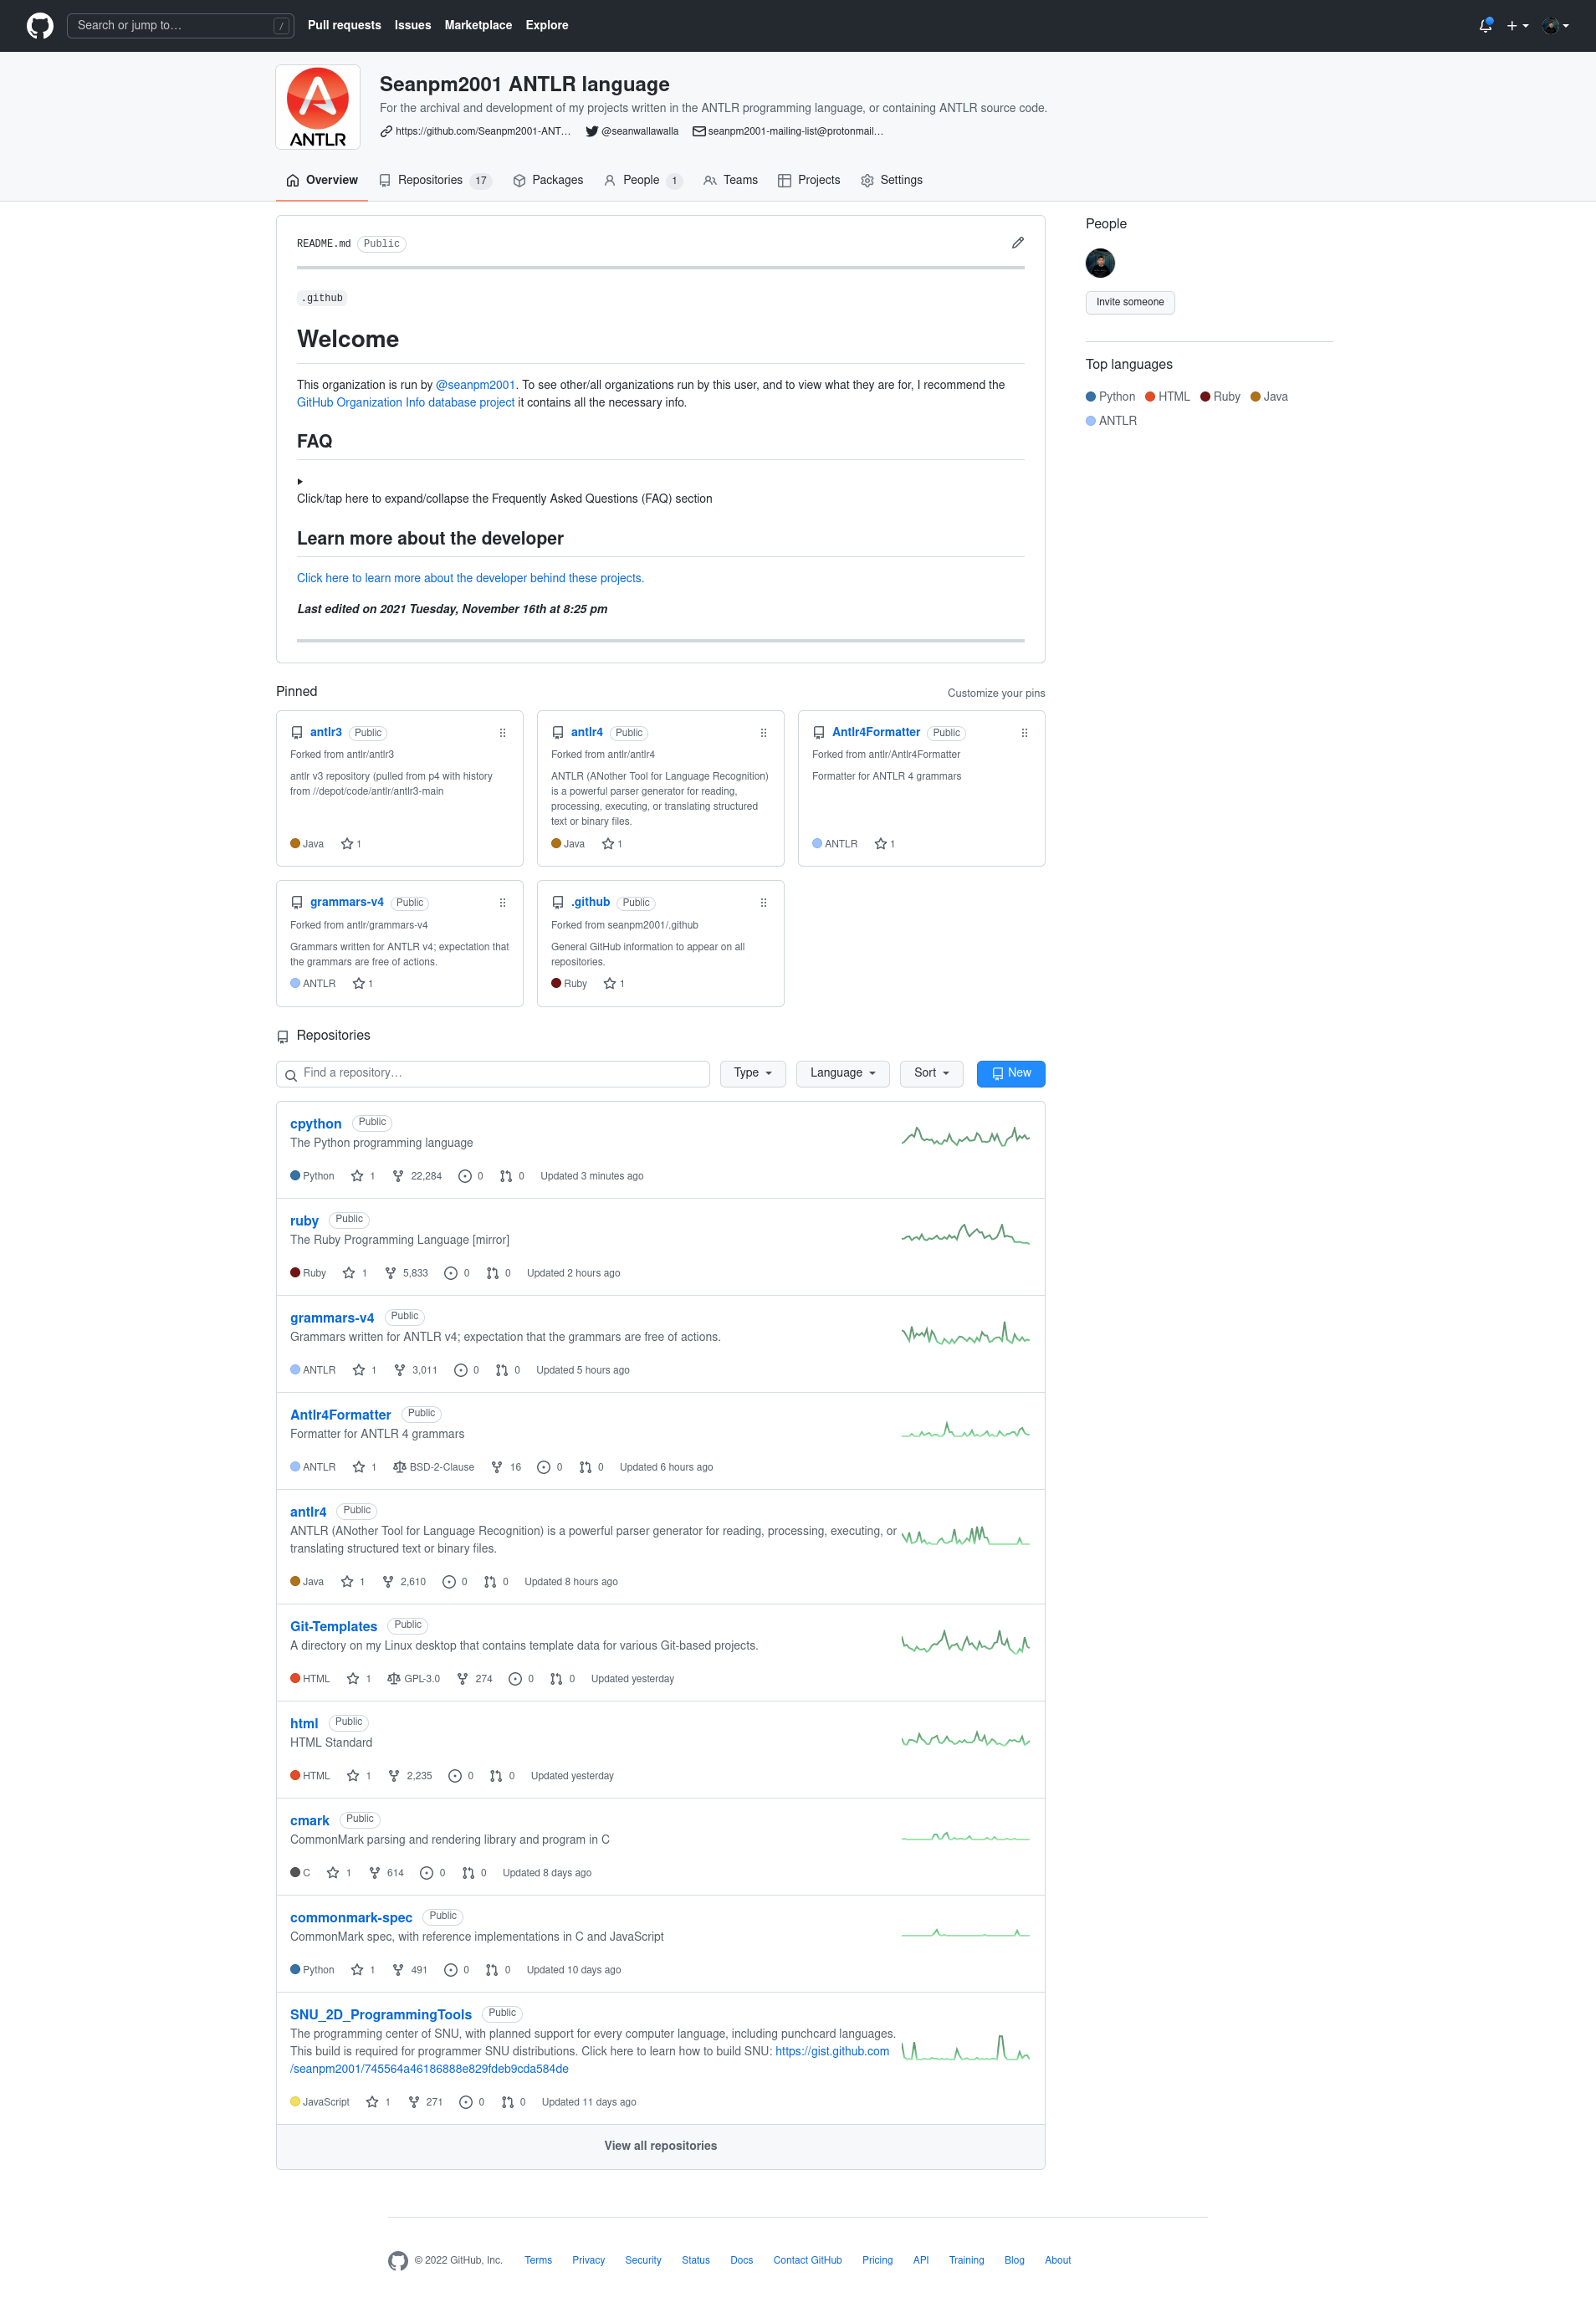 Search or jump to…
/
Pull requests
Issues
Marketplace
Explore
ANTLR
Seanpm2001 ANTLR language
For the archival and development of my projects written in the ANTLR programming language, or containing ANTLR source code.
https://github.com/Seanpm2001-ANT…
@seanwallawalla
seanpm2001-mailing-list@protonmail…
Overview
Repositories 17
Packages
People 1
Teams
Projects
Settings
README.md Public
.github
Welcome
This organization is run by @seanpm2001. To see other/all organizations run by this user, and to view what they are for, I recommend the
GitHub Organization Info database project it contains all the necessary info.
FAQ
Click/tap here to expand/collapse the Frequently Asked Questions (FAQ) section
Learn more about the developer
Click here to learn more about the developer behind these projects.
Last edited on 2021 Tuesday, November 16th at 8:25 pm
People
Invite someone
Top languages
Python HTML Ruby Java
ANTLR
Pinned
Customize your pins
antlr3 Public
Forked from antlr/antlr3
antlr v3 repository (pulled from p4 with history
from //depot/code/antlr/antlr3-main
Java 1
antlr4 Public
Forked from antlr/antlr4
ANTLR (ANother Tool for Language Recognition)
is a powerful parser generator for reading,
processing, executing, or translating structured
text or binary files.
Java 1
Antlr4Formatter Public
Forked from antlr/Antlr4Formatter
Formatter for ANTLR 4 grammars
ANTLR 1
grammars-v4 Public
Forked from antlr/grammars-v4
Grammars written for ANTLR v4; expectation that
the grammars are free of actions.
ANTLR 1
.github Public
Forked from seanpm2001/.github
General GitHub information to appear on all
repositories.
Ruby 1
Repositories
Find a repository…
Type
Language
Sort
New
cpython Public
The Python programming language
Python 1 22,284 0 0 Updated 3 minutes ago
ruby Public
The Ruby Programming Language [mirror]
Ruby 1 5,833 0 0 Updated 2 hours ago
grammars-v4 Public
Grammars written for ANTLR v4; expectation that the grammars are free of actions.
ANTLR 1 3,011 0 0 Updated 5 hours ago
Antlr4Formatter Public
Formatter for ANTLR 4 grammars
ANTLR 1 BSD-2-Clause 16 0 0 Updated 6 hours ago
antlr4 Public
ANTLR (ANother Tool for Language Recognition) is a powerful parser generator for reading, processing, executing, or
translating structured text or binary files.
Java 1 2,610 0 0 Updated 8 hours ago
Git-Templates Public
A directory on my Linux desktop that contains template data for various Git-based projects.
HTML 1 GPL-3.0 274 0 0 Updated yesterday
html Public
HTML Standard
HTML 1 2,235 0 0 Updated yesterday
cmark Public
CommonMark parsing and rendering library and program in C
C 1 614 0 0 Updated 8 days ago
commonmark-spec Public
CommonMark spec, with reference implementations in C and JavaScript
Python 1 491 0 0 Updated 10 days ago
SNU_2D_ProgrammingTools Public
The programming center of SNU, with planned support for every computer language, including punchcard languages.
This build is required for programmer SNU distributions. Click here to learn how to build SNU: https://gist.github.com
/seanpm2001/745564a46186888e829fdeb9cda584de
JavaScript 1 271 0 0 Updated 11 days ago
View all repositories
© 2022 GitHub, Inc.
Terms
Privacy
Security
Status
Docs
Contact GitHub
Pricing
API
Training
Blog
About